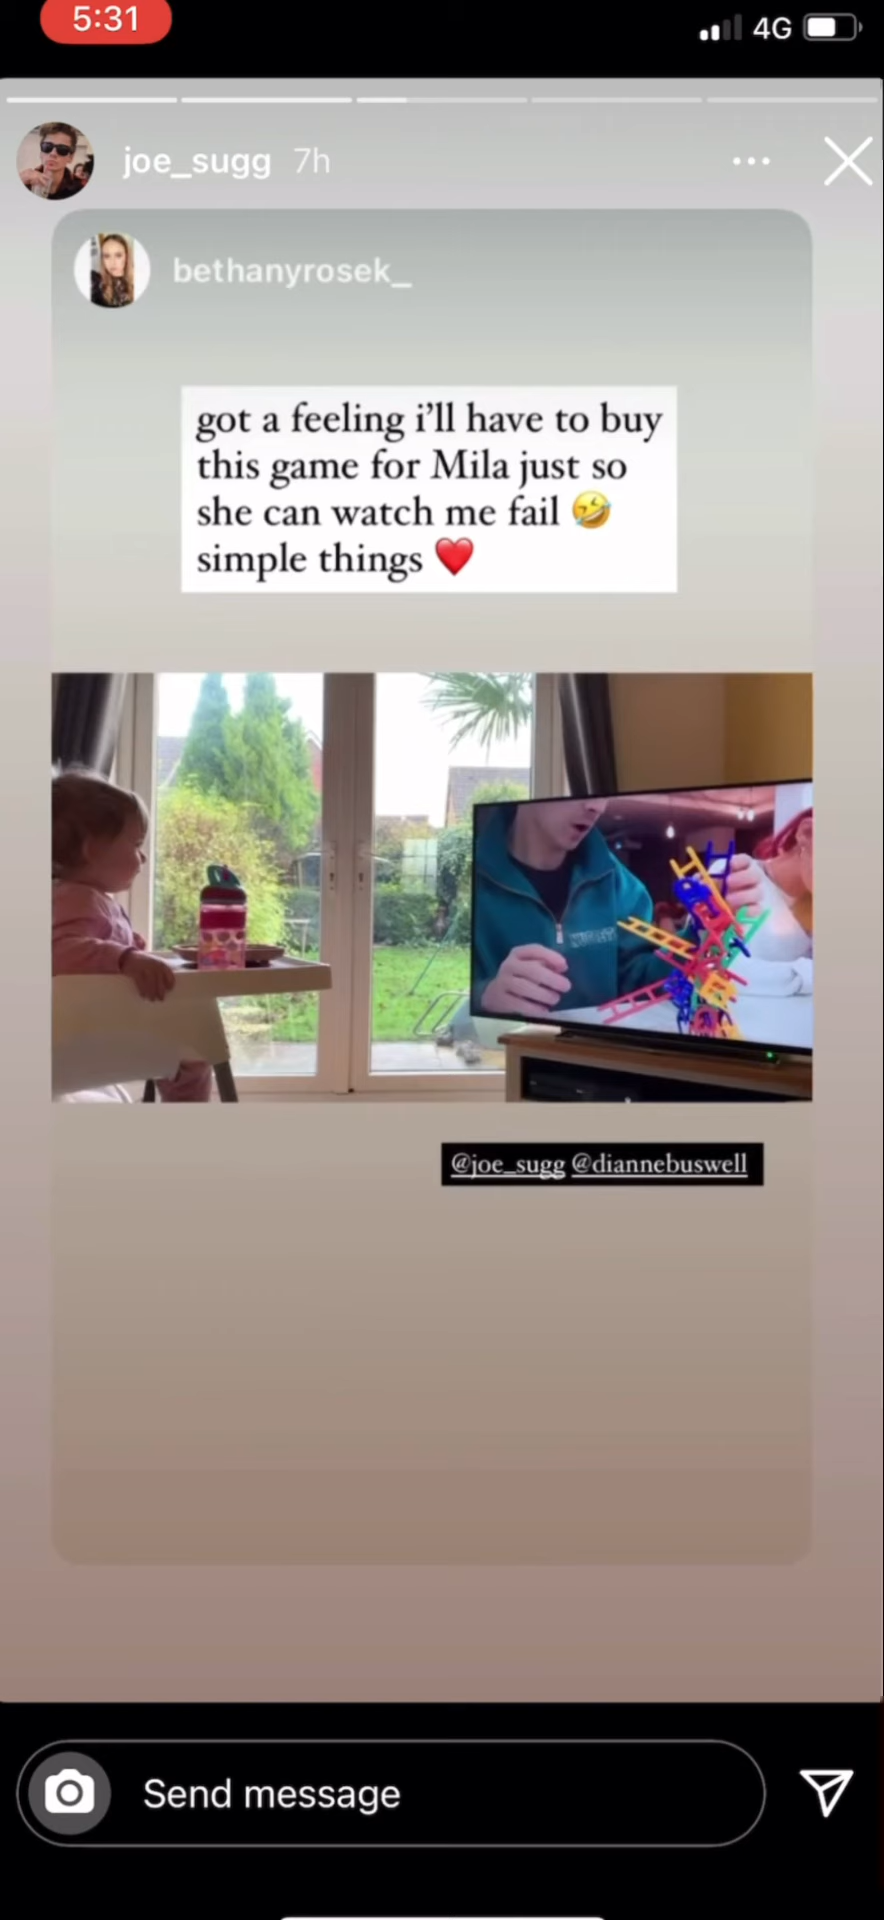 5:31
4G
joe_sugg 7h
bethanyrosek_
got a feeling i'll have to buy
this game for Mila just so
she can watch me fail 🤣
simple things ❤️
@joe_sugg @diannebuswell
Send message